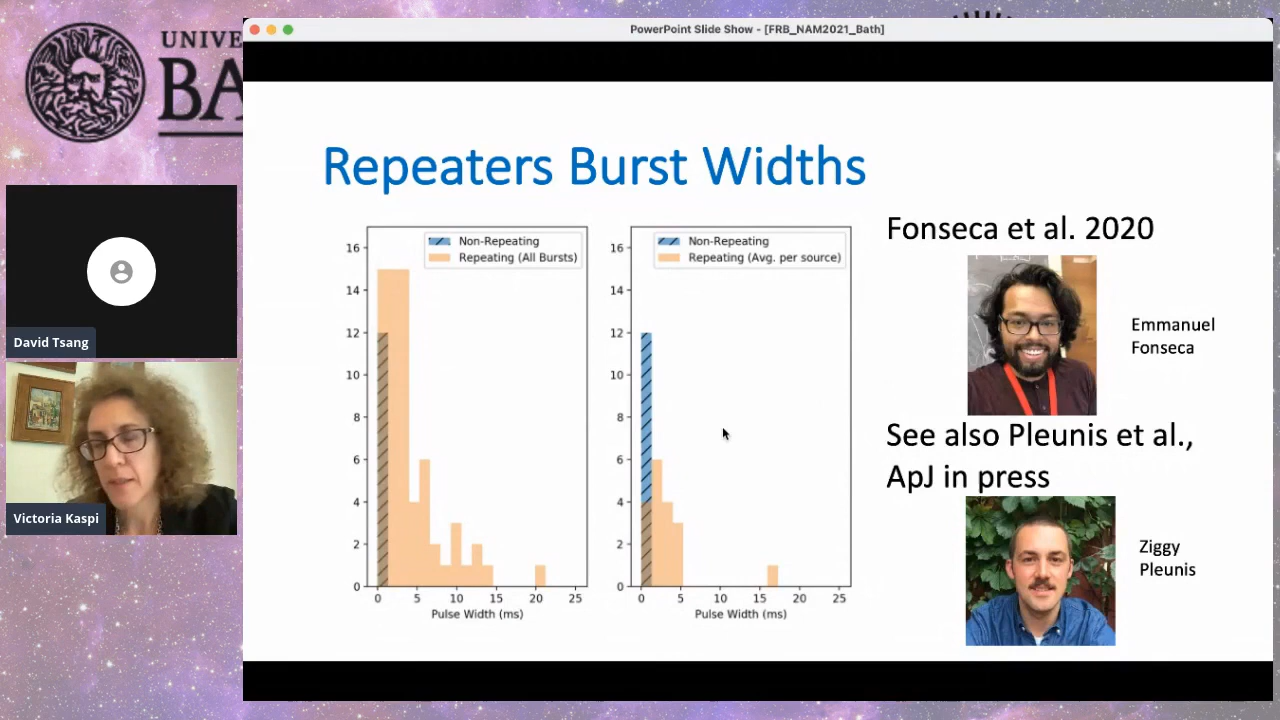 PowerPoint Slide Show - [FRB_NAM2021_Bath]
UNIVE
BA
David Tsang
Victoria Kaspi
Repeaters Burst Widths
Non-Repeating
Repeating (All Bursts)
16
14
12
10
8
6
4
2
0
0 5 10 15 20 25
Pulse Width (ms)
Non-Repeating
Repeating (Avg. per source)
16
14
12
10
8
6
4
2
0
0 5 10 15 20 25
Pulse Width (ms)
Fonseca et al. 2020
Emmanuel
Fonseca
See also Pleunis et al.,
ApJ in press
Ziggy
Pleunis